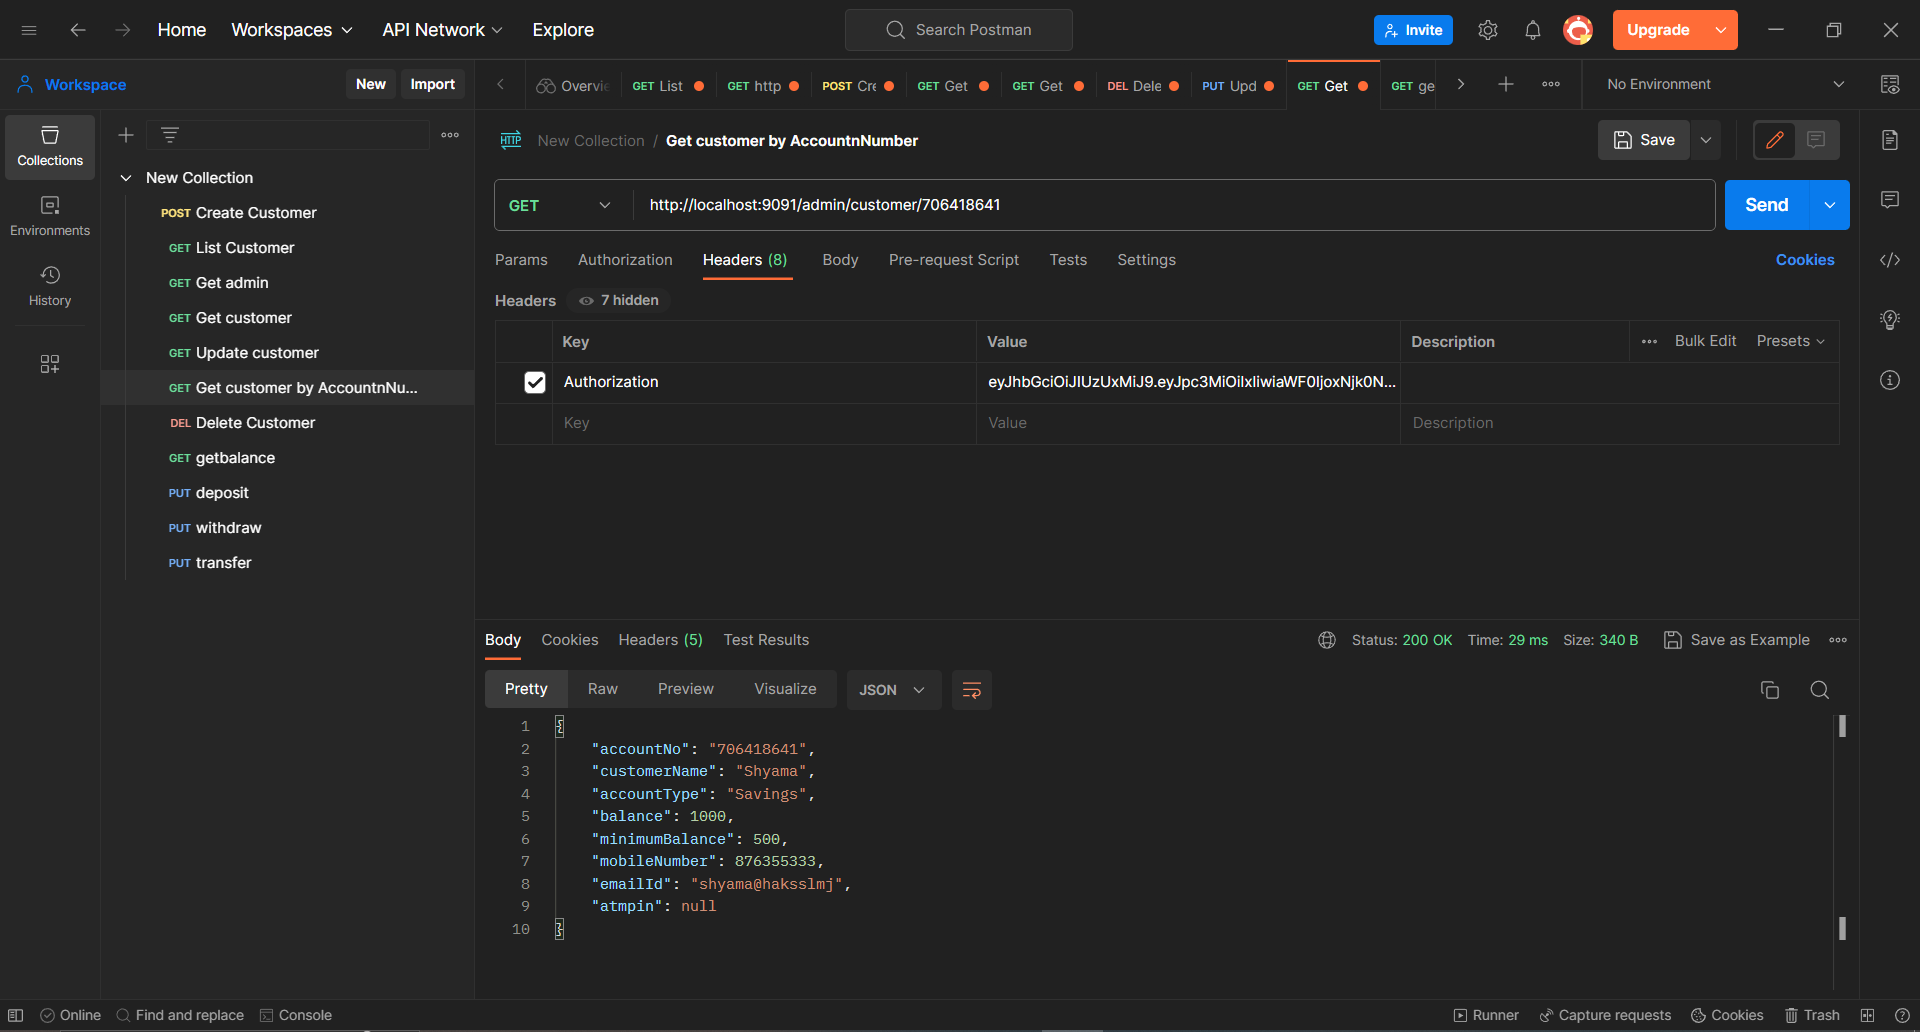 Home Workspaces API Network Explore Search Postman Invite Upgrade
Workspace New Import Overvie GET List GET http POST Cre GET Get GET Get DEL Dele PUT Upd GET Get GET ge No Environment
Collections
Environments
History
New Collection
POST Create Customer
GET List Customer
GET Get admin
GET Get customer
GET Update customer
GET Get customer by AccountnNu...
DEL Delete Customer
GET getbalance
PUT deposit
PUT withdraw
PUT transfer
HTTP New Collection / Get customer by AccountnNumber Save
GET http://localhost:9091/admin/customer/706418641 Send
Params Authorization Headers (8) Body Pre-request Script Tests Settings Cookies
Headers 7 hidden
Key Value Description Bulk Edit Presets
Authorization eyJhbGciOiJIUzUxMiJ9.eyJpc3MiOiIxIiwiaWF0IjoxNjk0N...
Key Value Description
Body Cookies Headers (5) Test Results Status: 200 OK Time: 29 ms Size: 340 B Save as Example
Pretty Raw Preview Visualize JSON
1 {
2 "accountNo": "706418641",
3 "customerName": "Shyama",
4 "accountType": "Savings",
5 "balance": 1000,
6 "minimumBalance": 500,
7 "mobileNumber": 876355333,
8 "emailId": "shyama@haksslmj",
9 "atmpin": null
10 }
Online Find and replace Console Runner Capture requests Cookies Trash